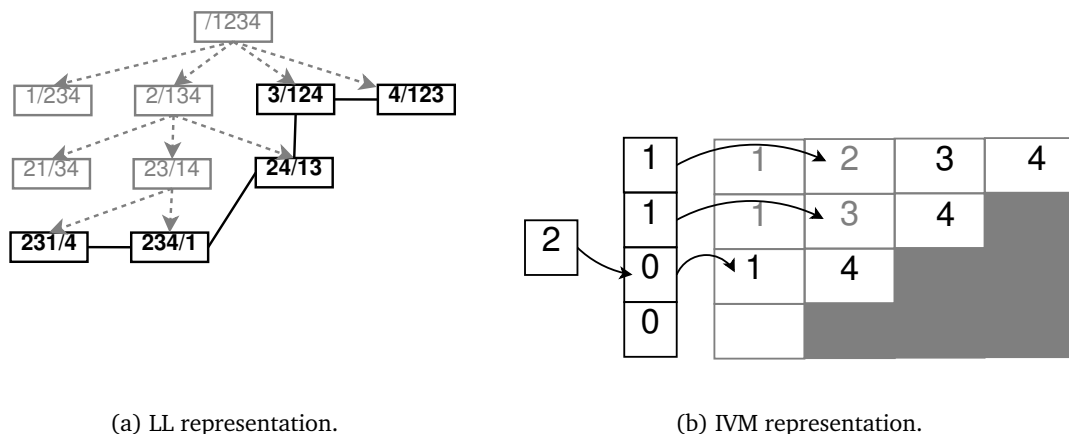 /1234
1/234 2/134 3/124 4/123
21/34 23/14 24/13
231/4 234/1
(a) LL representation.
1 1 2 3 4
1 1 3 4
2 0 1 4
0
(b) IVM representation.